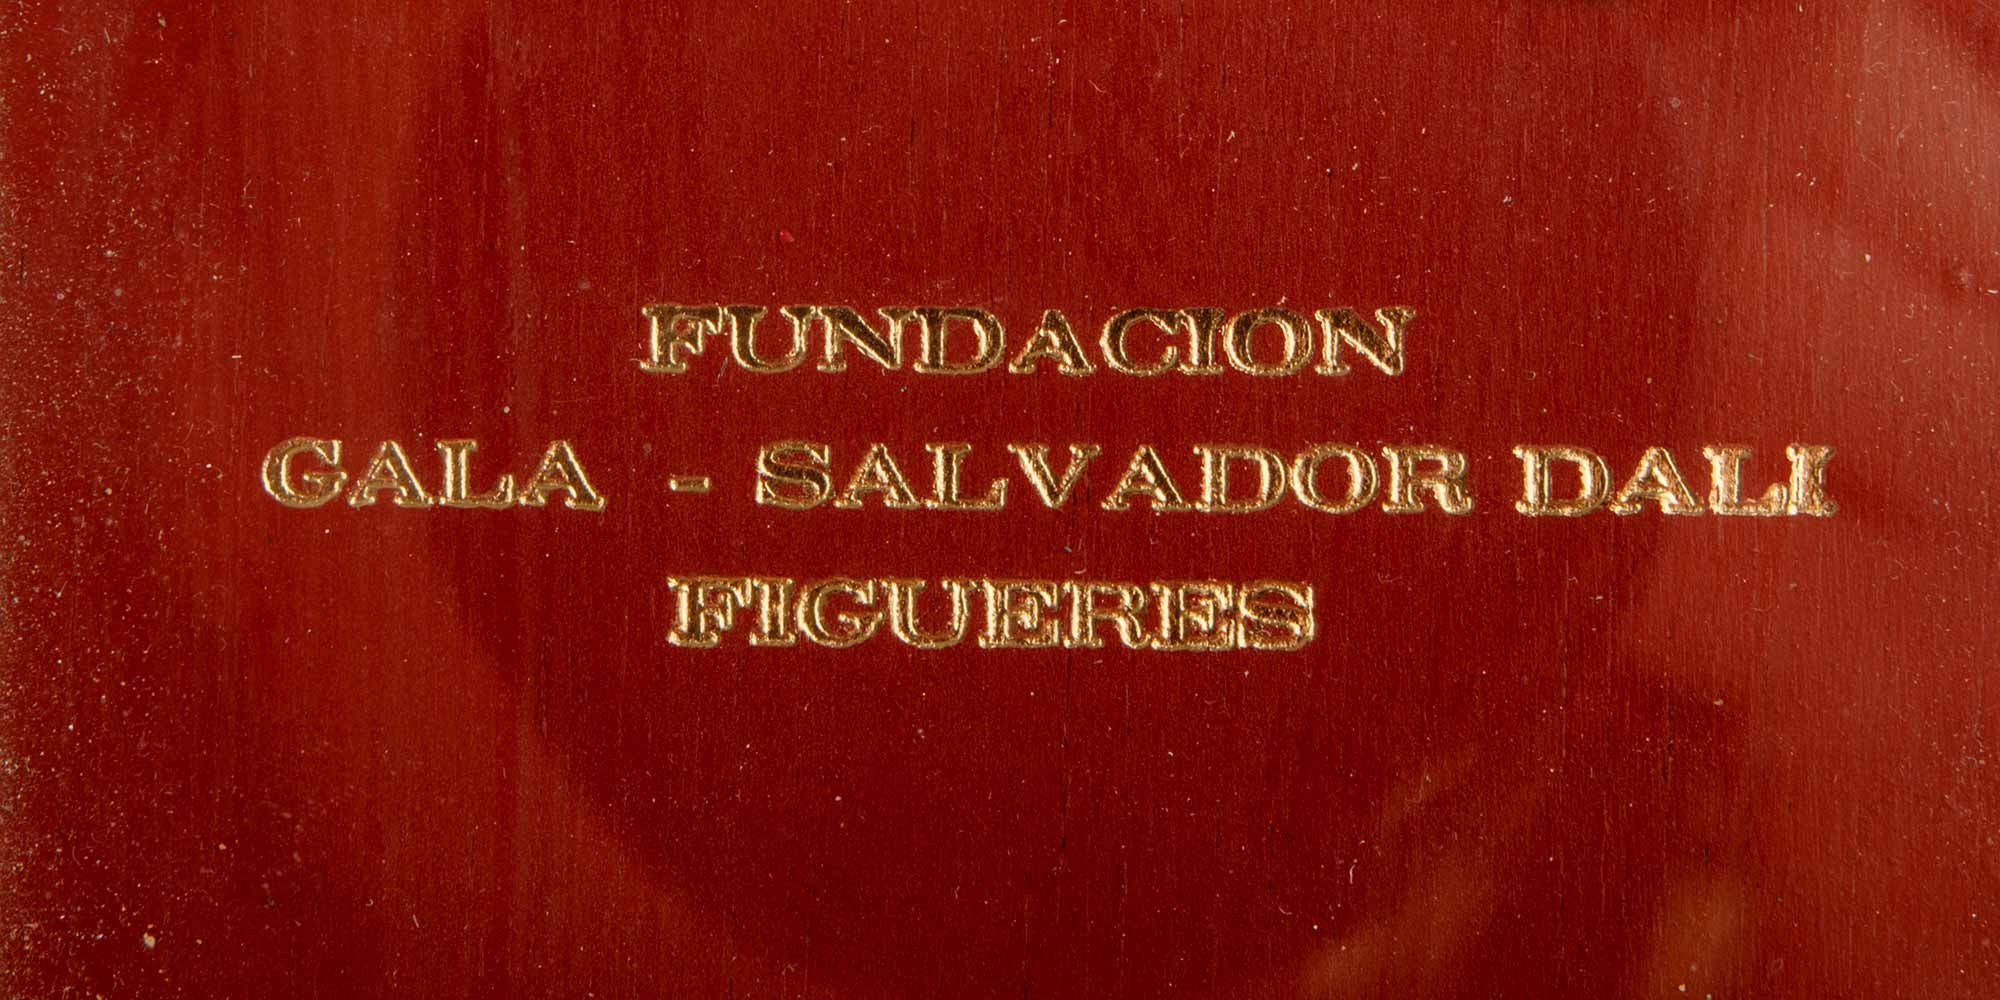 FUNDACION
GALA - SALVADOR DALI
FIGUERES